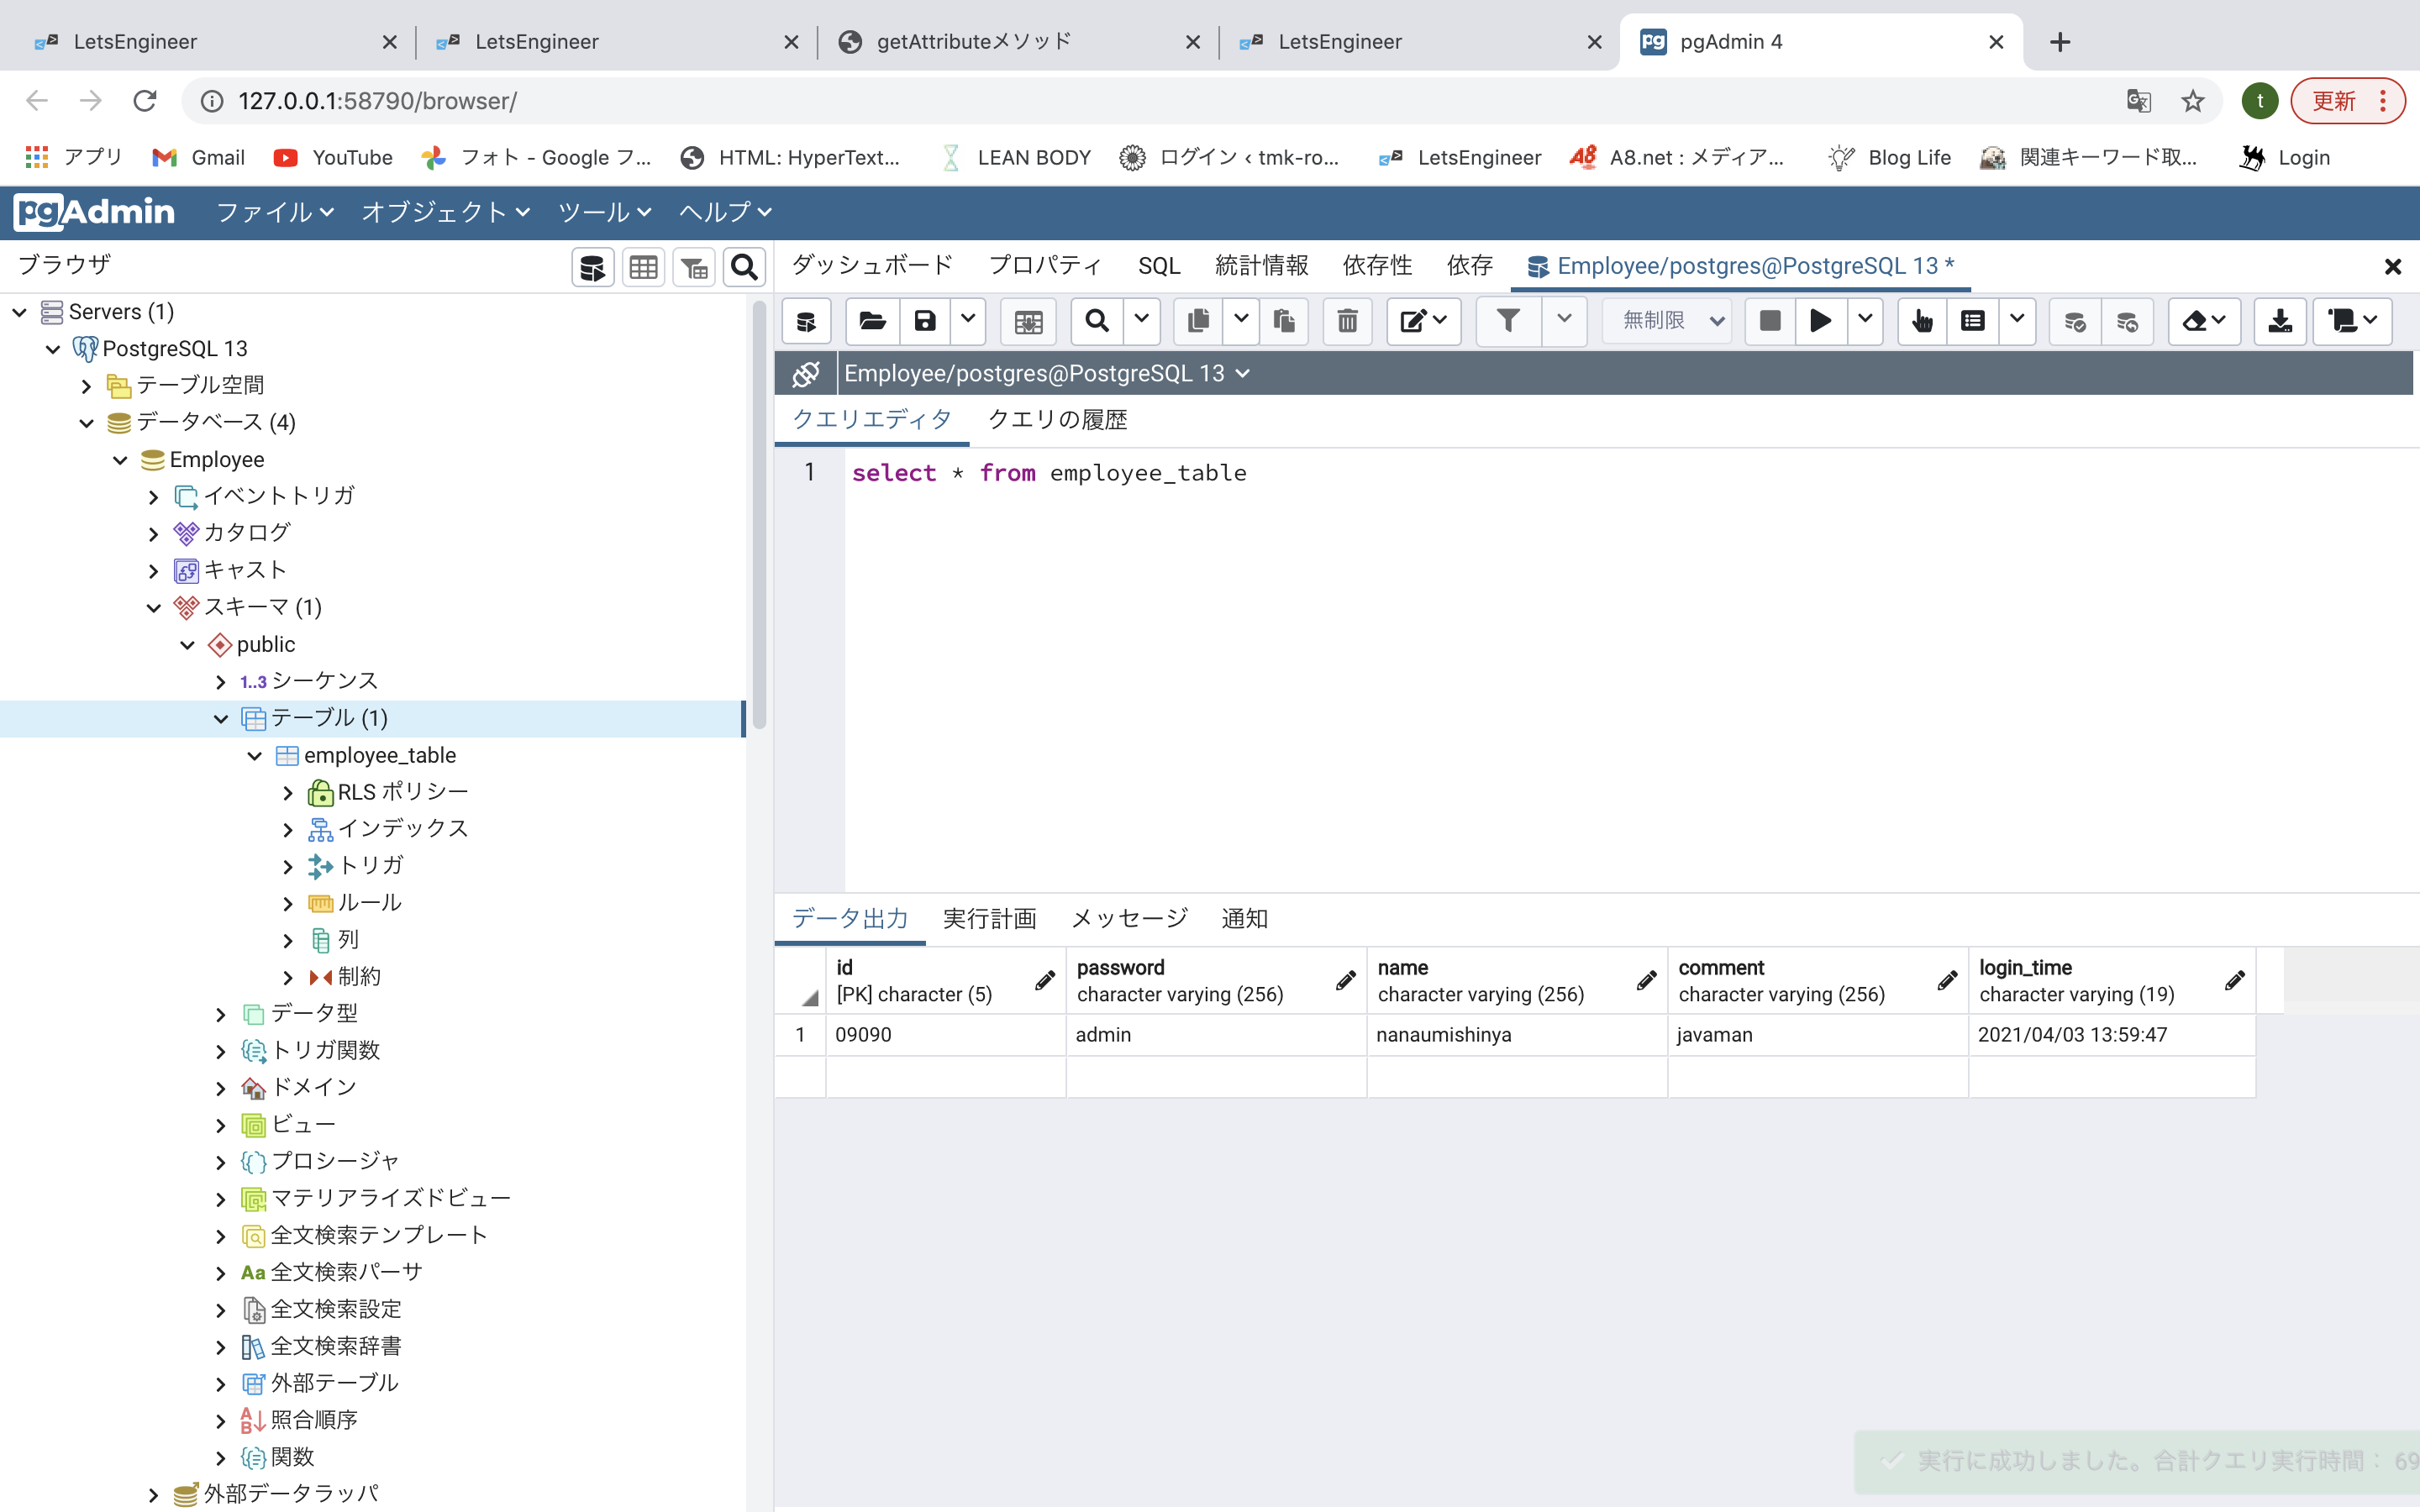 LetsEngineer
LetsEngineer
getAttributeメソッド
LetsEngineer
pgAdmin 4
127.0.0.1:58790/browser/
t
更新
アプリ
Gmail
YouTube
フォト - Google フ...
HTML: HyperText...
LEAN BODY
ログイン ‹ tmk-ro...
LetsEngineer
A8.net : メディア...
Blog Life
関連キーワード取...
Login
pgAdmin
ファイル
オブジェクト
ツール
ヘルプ
ブラウザ
ダッシュボード
プロパティ
SQL
統計情報
依存性
依存
Employee/postgres@PostgreSQL 13 *
無制限
Servers (1)
PostgreSQL 13
テーブル空間
データベース (4)
Employee
イベントトリガ
カタログ
キャスト
スキーマ (1)
public
1..3 シーケンス
テーブル (1)
employee_table
RLS ポリシー
インデックス
トリガ
ルール
列
制約
データ型
トリガ関数
ドメイン
ビュー
プロシージャ
マテリアライズドビュー
全文検索テンプレート
Aa 全文検索パーサ
全文検索設定
全文検索辞書
外部テーブル
照合順序
関数
外部データラッパ
Employee/postgres@PostgreSQL 13
クエリエディタ
クエリの履歴
1 select * from employee_table
データ出力
実行計画
メッセージ
通知
id
[PK] character (5)
password
character varying (256)
name
character varying (256)
comment
character varying (256)
login_time
character varying (19)
1 09090 admin nanaumishinya javaman 2021/04/03 13:59:47
実行に成功しました。合計クエリ実行時間： 69